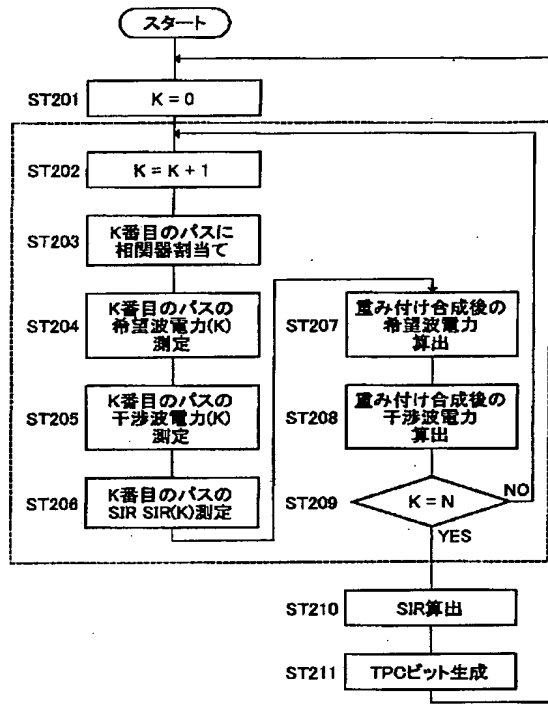 スタート
ST201
K = 0
ST202
K = K + 1
ST203
K番目のパスに
相関器割当て
ST204
K番目のパスの
希望波電力(K)
測定
ST205
K番目のパスの
干渉波電力(K)
測定
ST206
K番目のパスの
SIR SIR(K)測定
ST207
重み付け合成後の
希望波電力
算出
ST208
重み付け合成後の
干渉波電力
算出
ST209
K = N
NO
YES
ST210
SIR算出
ST211
TPCビット生成